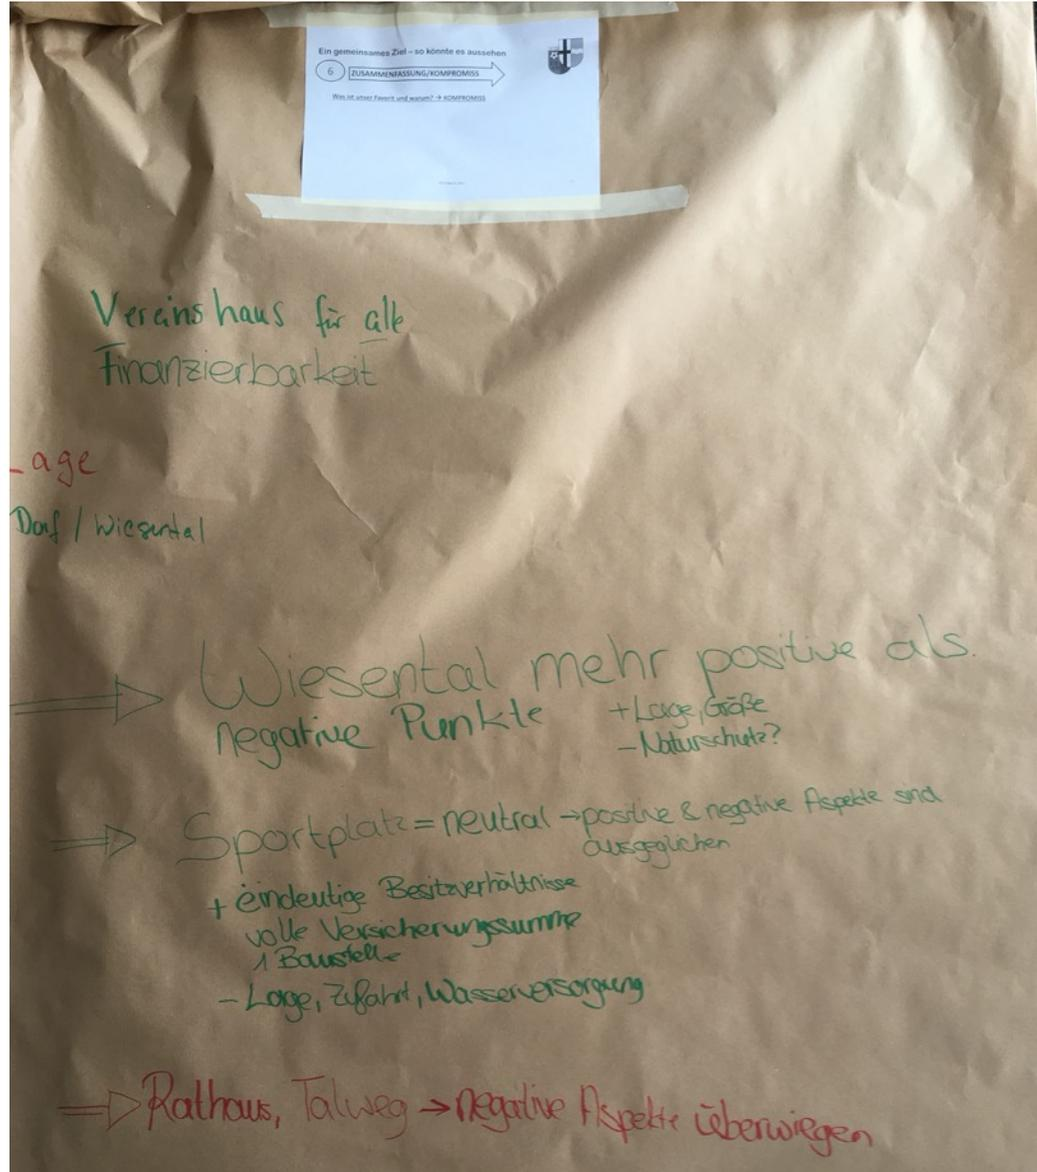 Ein gemeinsames Ziel – so könnte es aussehen
6 ZUSAMMENFASSUNG/KOMPROMISS
Was ist unser Favorit und warum? → KOMPROMISS
Vereinshaus für alle
Finanzierbarkeit
Lage
Dorf / Wiesental
⇒ Wiesental mehr positive als
negative Punkte
+ Lage, Größe
- Naturschutz?
⇒ Sportplatz = neutral → positive & negative Aspekte sind
ausgeglichen
+ eindeutige Besitzverhältnisse
volle Versicherungssumme
1 Baustelle
- Lage, Zufahrt, Wasserversorgung
⇒ Rathaus, Talweg → negative Aspekte überwiegen